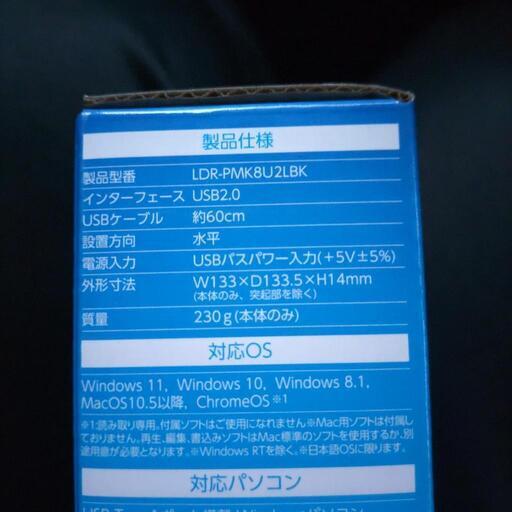 製品仕様
製品型番 LDR-PMK8U2LBK
インターフェース USB2.0
USBケーブル 約60cm
設置方向 水平
電源入力 USBバスパワー入力(+5V±5%)
外形寸法 W133×D133.5×H14mm
(本体のみ、突起部を除く)
質量 230g(本体のみ)
対応OS
Windows 11, Windows 10, Windows 8.1,
MacOS10.5以降, ChromeOS※1
※1:読み取り専用。付属ソフトはご使用になれません※Mac用ソフトは付属し
ておりません。再生、編集、書込みソフトはMac標準のソフトを使用するか、別
途用意が必要です。※Windows RTを除く。※日本語OSに限ります。
対応パソコン